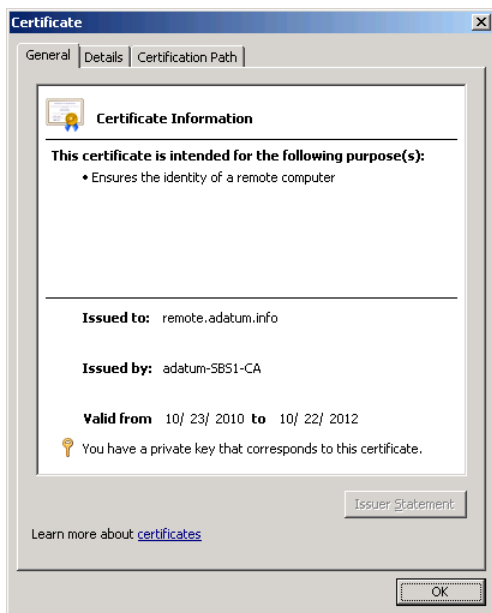 Certificate
General Details Certification Path
Certificate Information
This certificate is intended for the following purpose(s):
• Ensures the identity of a remote computer
Issued to: remote.adatum.info
Issued by: adatum-SBS1-CA
Valid from 10/ 23/ 2010 to 10/ 22/ 2012
You have a private key that corresponds to this certificate.
Issuer Statement
Learn more about certificates
OK